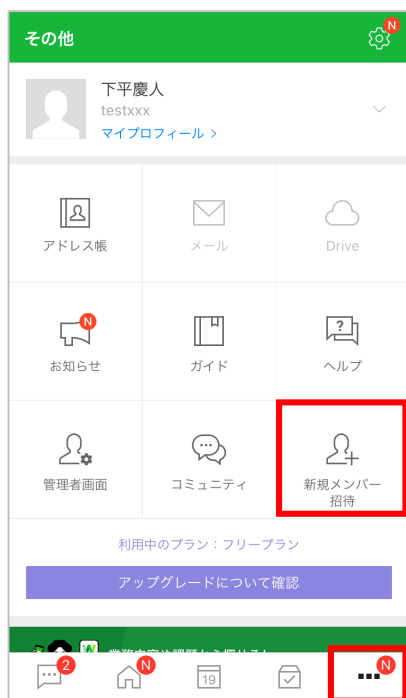 その他
N
下平慶人
testxxx
マイプロフィール >
アドレス帳
メール
Drive
N
お知らせ
ガイド
?
ヘルプ
管理者画面
コミュニティ
新規メンバー
招待
利用中のプラン：フリープラン
アップグレードについて確認
W
2
N
19
N